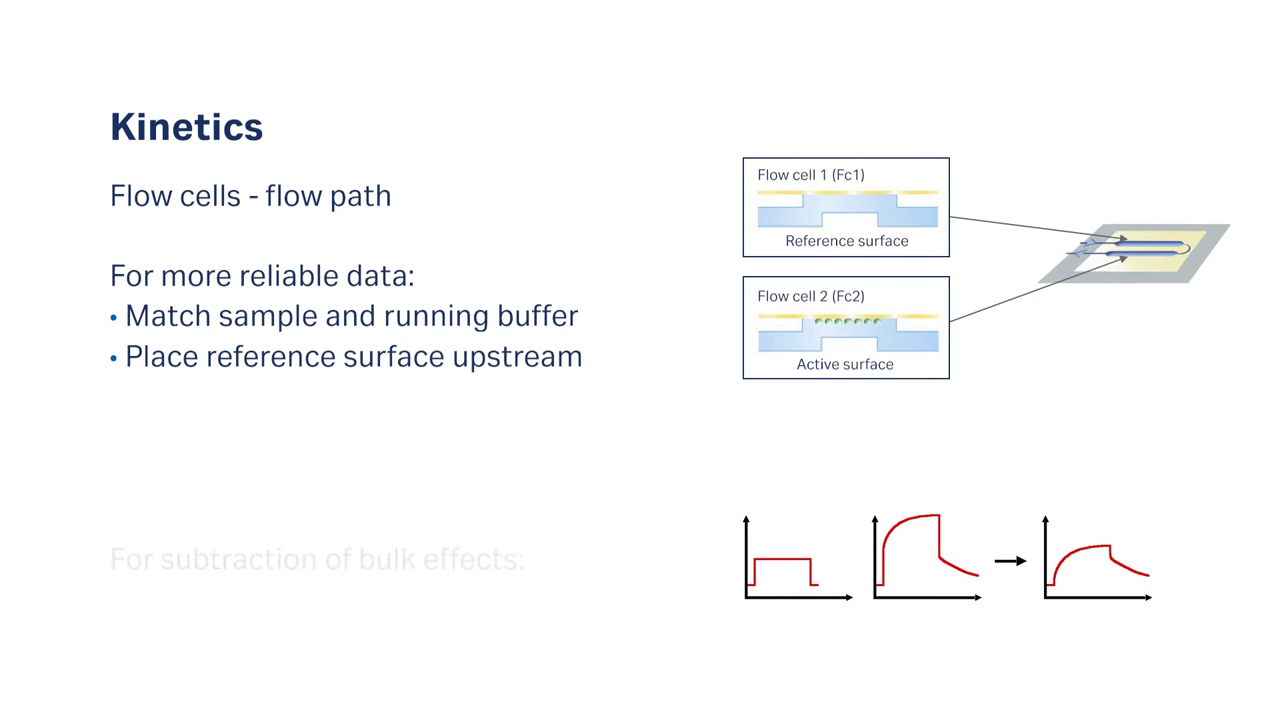 Kinetics
Flow cells - flow path
For more reliable data:
• Match sample and running buffer
• Place reference surface upstream
For subtraction of bulk effects:
Flow cell 1 (Fc1)
Reference surface
Flow cell 2 (Fc2)
Active surface